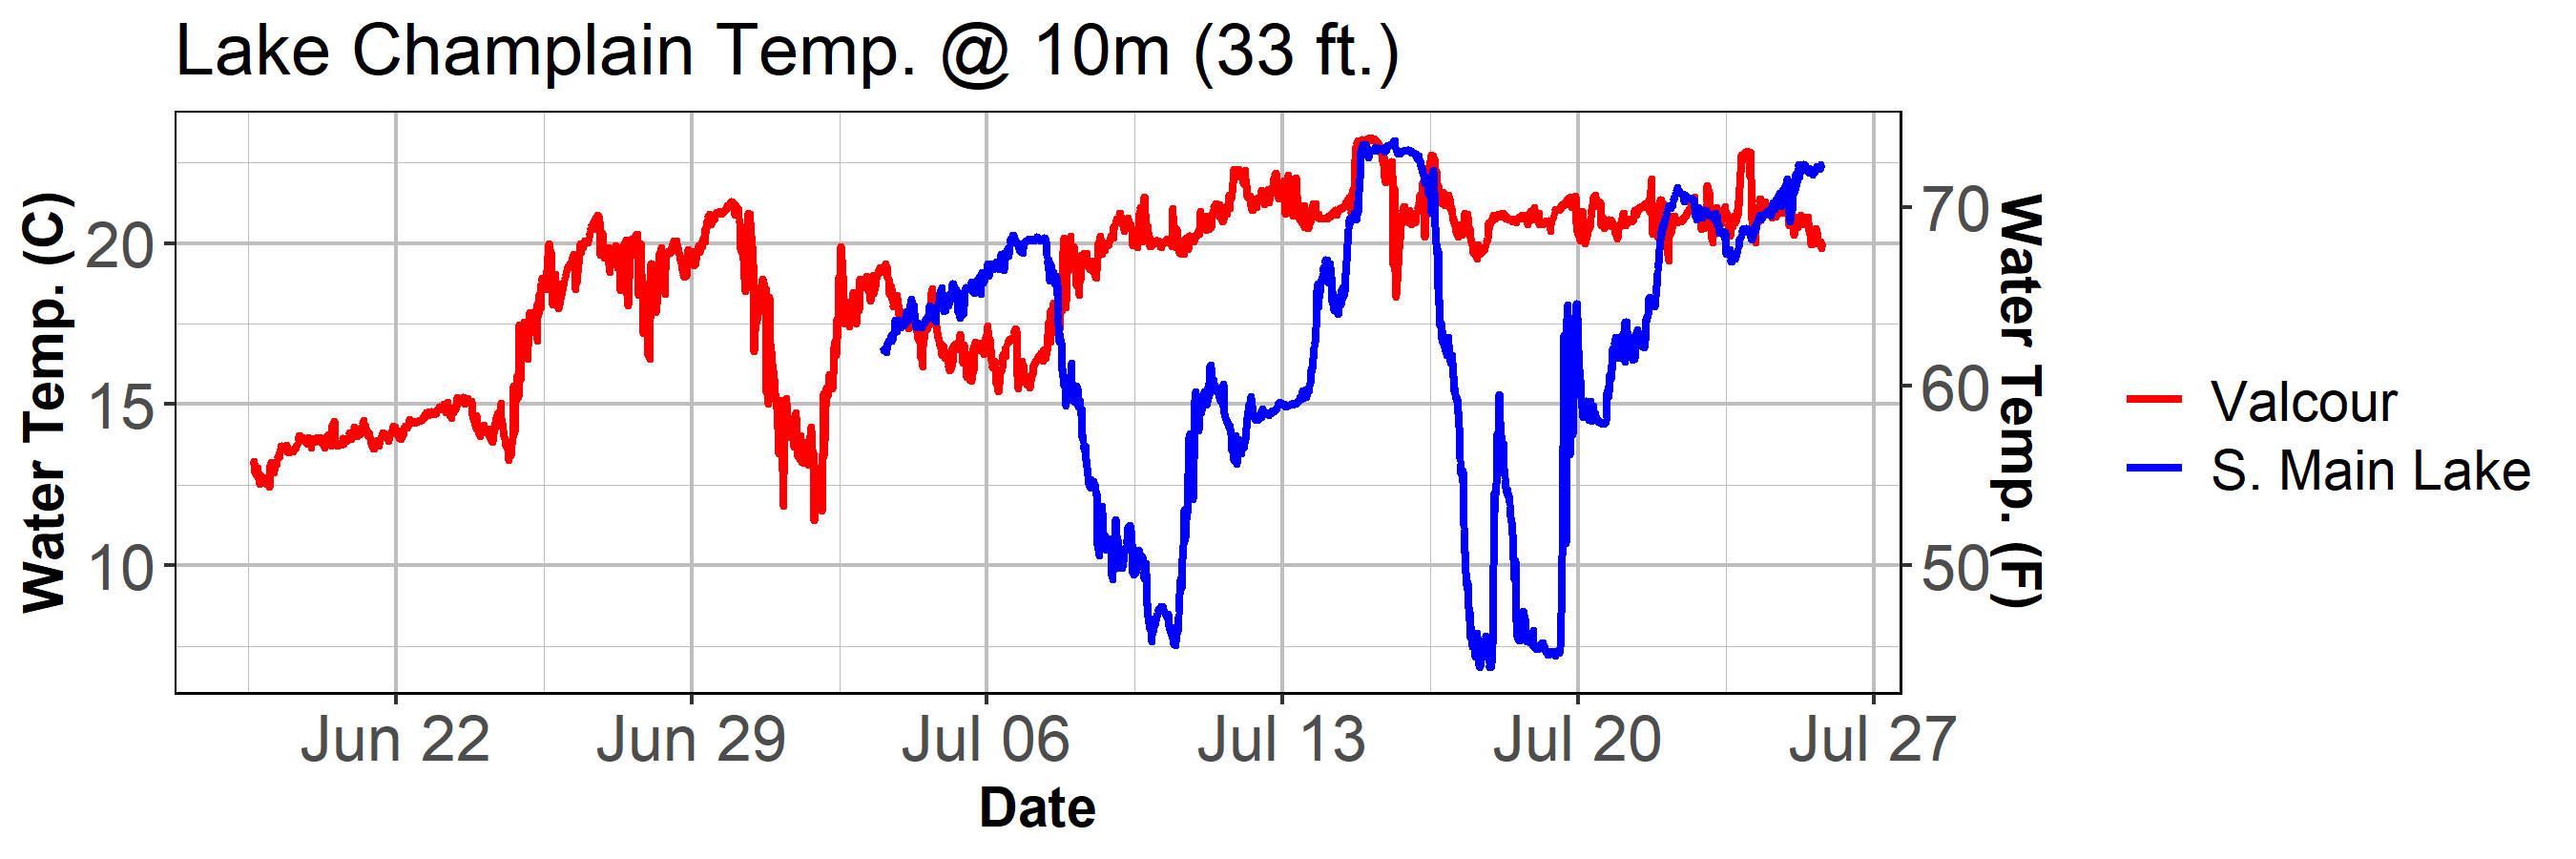 Lake Champlain Temp. @ 10m (33 ft.)
Water Temp. (C)
20
15
10
70
60
50
Water Temp. (F)
Jun 22
Jun 29
Jul 06
Jul 13
Jul 20
Jul 27
Date
Valcour
S. Main Lake